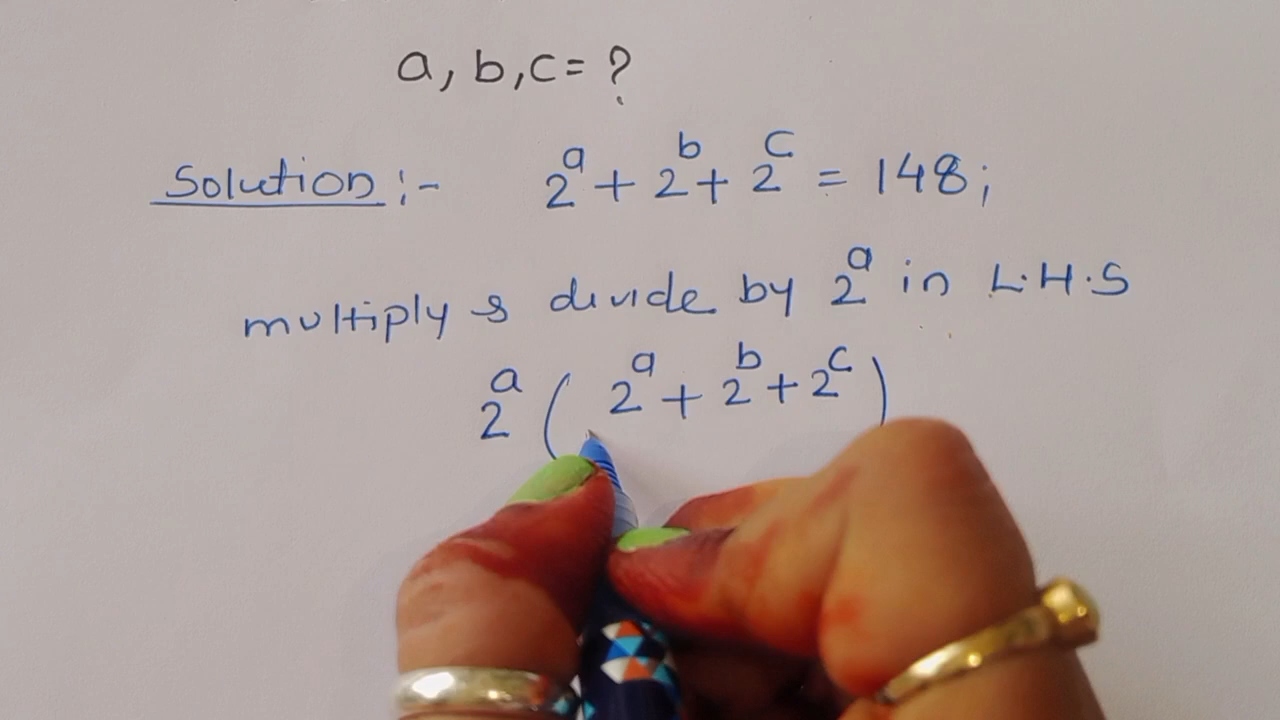 a, b, c = ?
Solution :- 2^a + 2^b + 2^c = 148;
multiply & divide by 2^a in L.H.S
2^a ( 2^a + 2^b + 2^c )